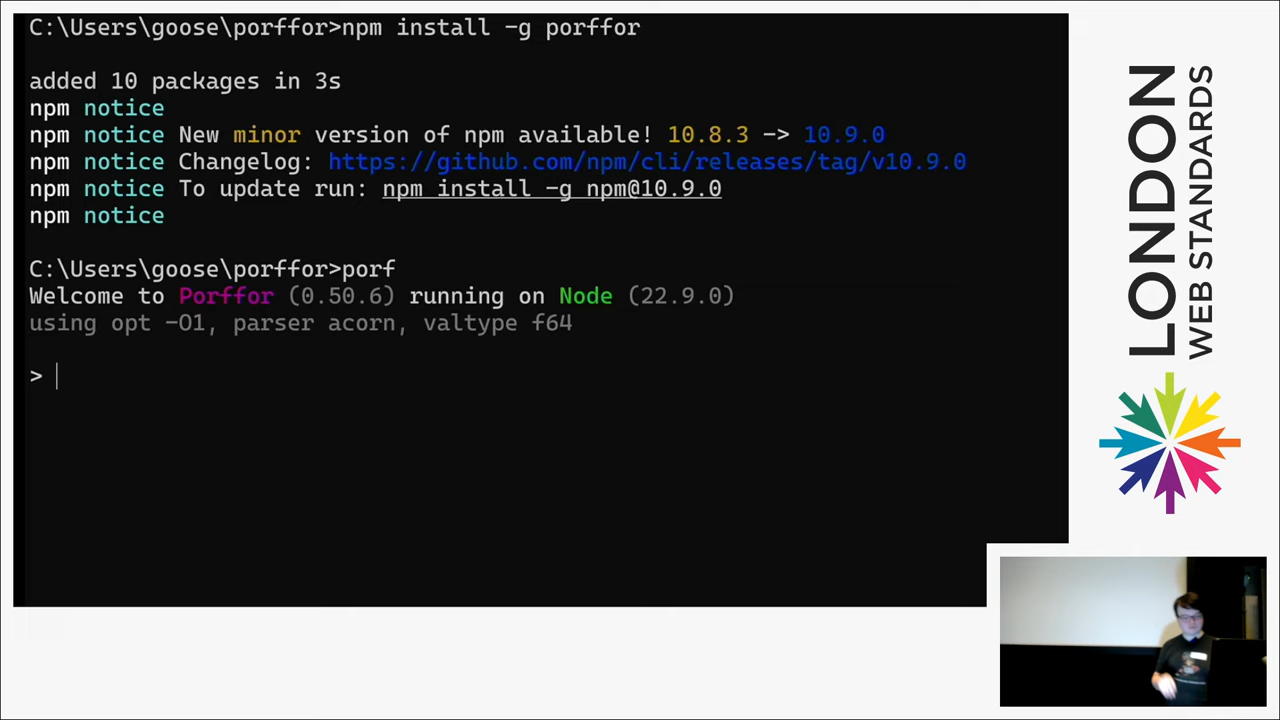 C:\Users\goose\porffor>npm install -g porffor
added 10 packages in 3s
npm notice
npm notice New minor version of npm available! 10.8.3 -> 10.9.0
npm notice Changelog: https://github.com/npm/cli/releases/tag/v10.9.0
npm notice To update run: npm install -g npm@10.9.0
npm notice
C:\Users\goose\porffor>porf
Welcome to Porffor (0.50.6) running on Node (22.9.0)
using opt -O1, parser acorn, valtype f64
>
LONDON
WEB STANDARDS